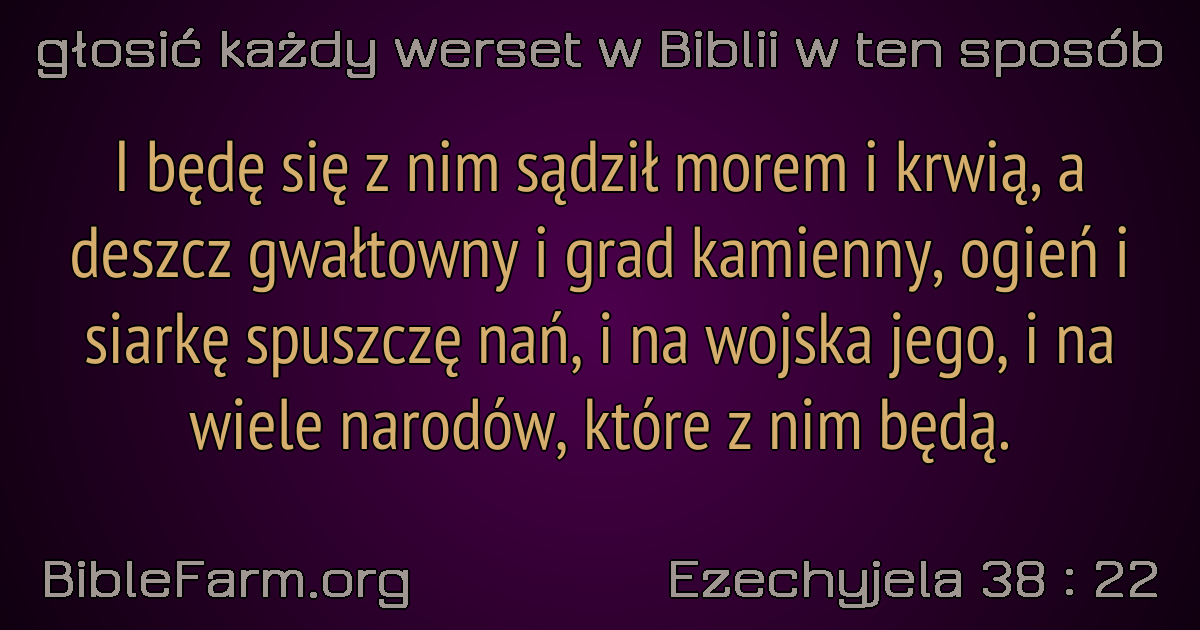 głosić każdy werset w Biblii w ten sposób
I będę się z nim sądził morem i krwią, a
deszcz gwałtowny i grad kamienny, ogień i
siarkę spuszczę nań, i na wojska jego, i na
wiele narodów, które z nim będą.
BibleFarm.org
Ezechyjela 38 : 22